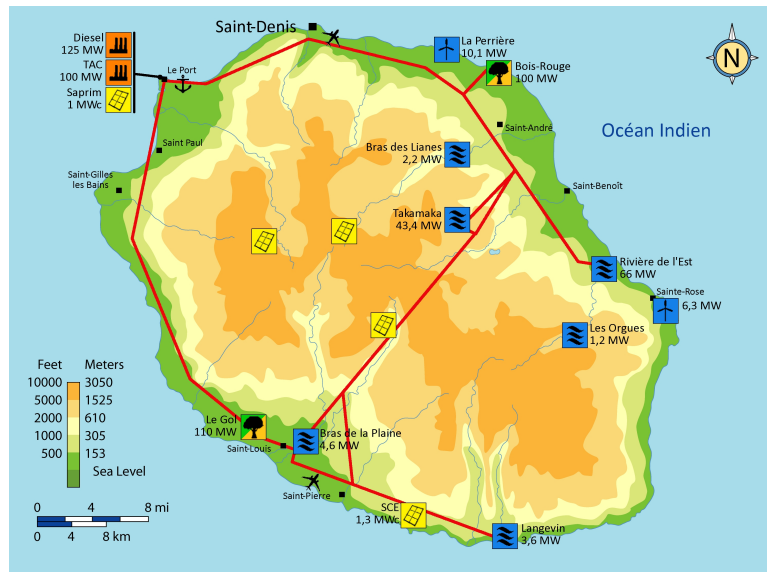 Saint-Denis
Diesel
125 MW
TAC
100 MW
Saprim
1 MWc
Le Port
La Perrière
10,1 MW
Bois-Rouge
100 MW
N
Océan Indien
Saint-André
Saint Paul
Bras des Lianes
2,2 MW
Saint-Gilles
les Bains
Saint-Benoît
Takamaka
43,4 MW
Rivière de l'Est
66 MW
Sainte-Rose
6,3 MW
Les Orgues
1,2 MW
Feet Meters
10000 3050
5000 1525
2000 610
1000 305
500 153
Sea Level
Le Gol
110 MW
Saint-Louis
Bras de la Plaine
4,6 MW
Saint-Pierre
SCE
1,3 MWc
Langevin
3,6 MW
0 4 8 mi
0 4 8 km